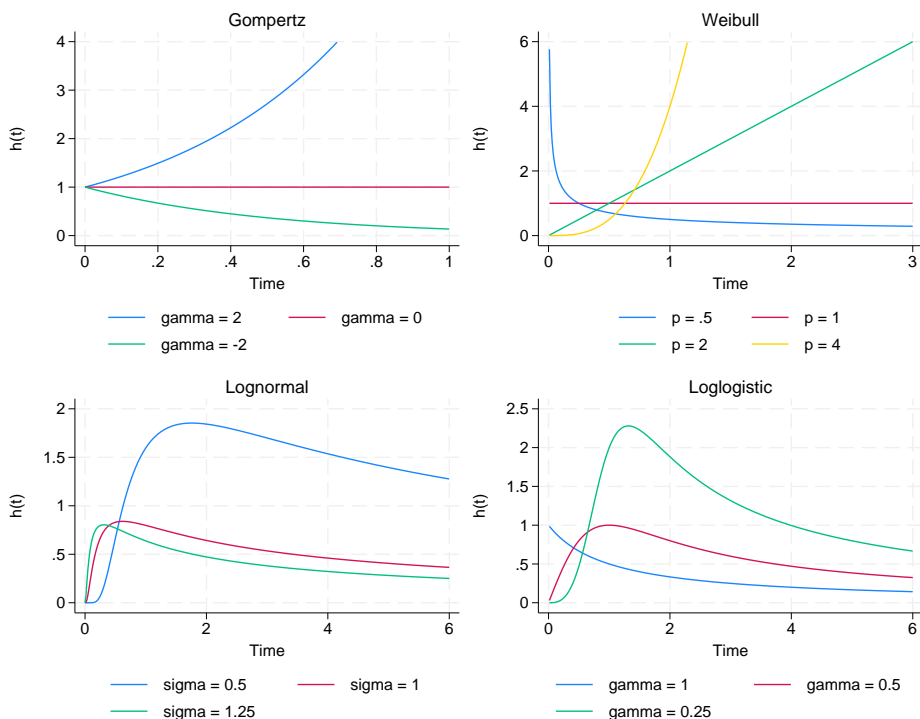 Gompertz
4
3
2
1
0
h(t)
0 .2 .4 .6 .8 1
Time
gamma = 2 gamma = 0
gamma = -2
Weibull
6
4
2
0
h(t)
0 1 2 3
Time
p = .5 p = 1
p = 2 p = 4
Lognormal
2
1.5
1
.5
0
h(t)
0 2 4 6
Time
sigma = 0.5 sigma = 1
sigma = 1.25
Loglogistic
2.5
2
1.5
1
.5
0
h(t)
0 1 2 4 6
Time
gamma = 1 gamma = 0.5
gamma = 0.25